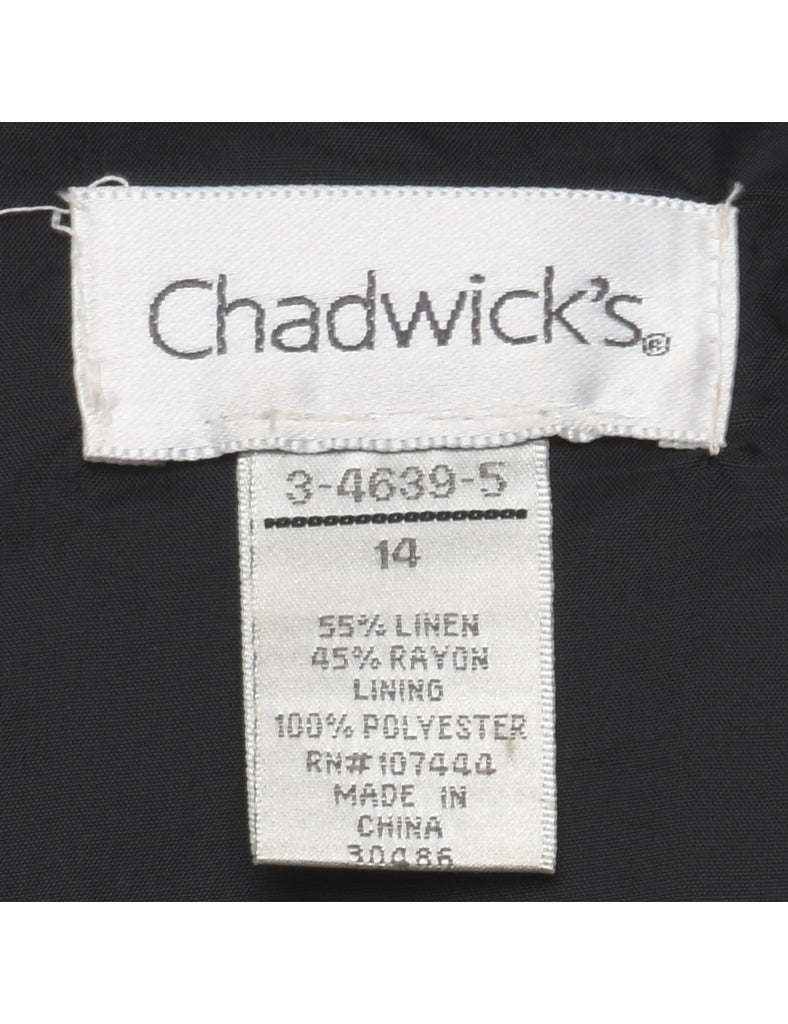 Chadwick's®
3-4639-5
14
55% LINEN
45% RAYON
LINING
100% POLYESTER
RN#107444
MADE IN
CHINA
30486